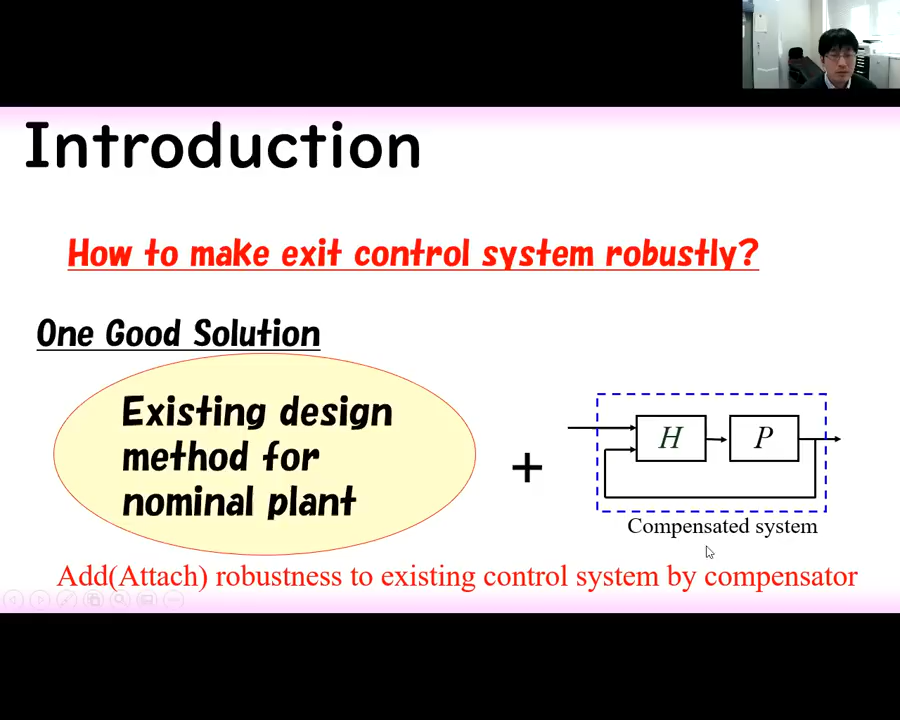 Introduction
How to make exit control system robustly?
One Good Solution
Existing design
method for
nominal plant
+
H
P
Compensated system
Add(Attach) robustness to existing control system by compensator